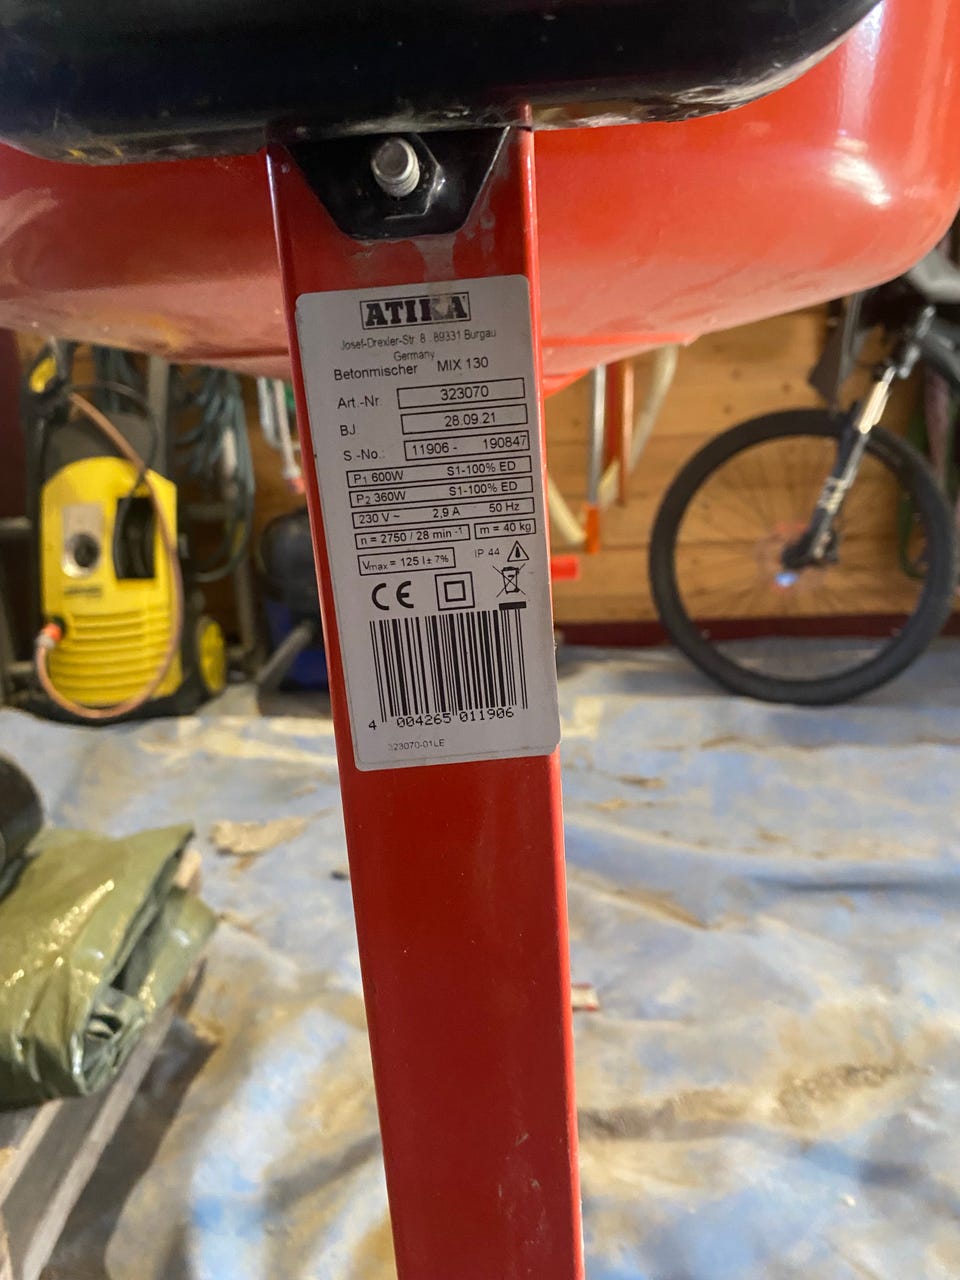 ATIKA
Josef-Drexler-Str 8 . 89331 Burgau
Germany
Betonmischer MIX 130
Art.-Nr. 323070
BJ 28.09.21
S.-No.: 11906 - 190847
P1 600W S1-100% ED
P2 360W S1-100% ED
230 V ~ 2,9 A 50 Hz
n = 2750 / 28 min -1 m = 40 kg
Vmax = 125 l ± 7% IP 44
CE
4 004265 011906
323070-01LE